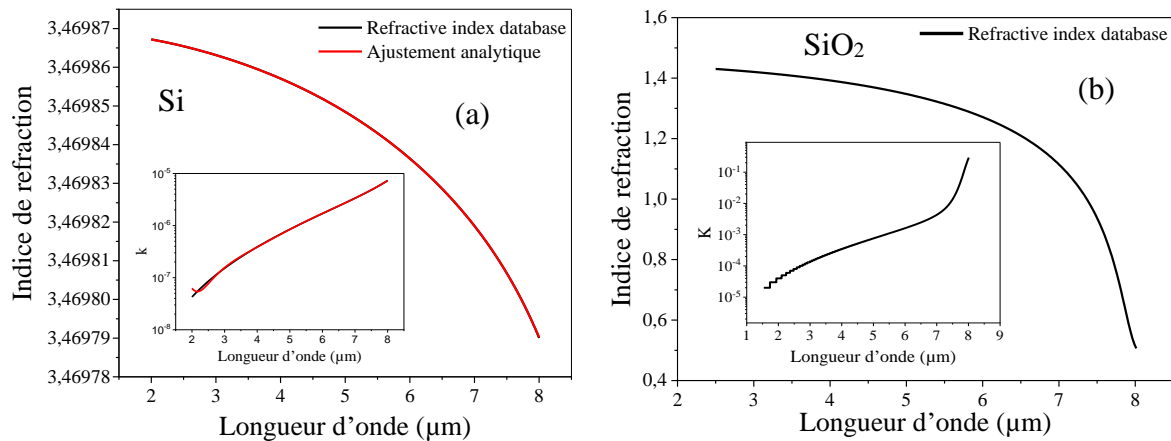 3,46987
3,46986
3,46985
3,46984
3,46983
3,46982
3,46981
3,46980
3,46979
3,46978
Indice de refraction
Refractive index database
Ajustement analytique
Si
(a)
10-5
10-6
10-7
10-8
k
2 3 4 5 6 7 8
Longueur d'onde (µm)
2 3 4 5 6 7 8
Longueur d'onde (µm)
1,6
1,4
1,2
1,0
0,8
0,6
0,4
Indice de refraction
Refractive index database
SiO2
(b)
10-1
10-2
10-3
10-4
10-5
K
1 2 3 4 5 6 7 8 9
Longueur d'onde (µm)
2 3 4 5 6 7 8
Longueur d'onde (µm)